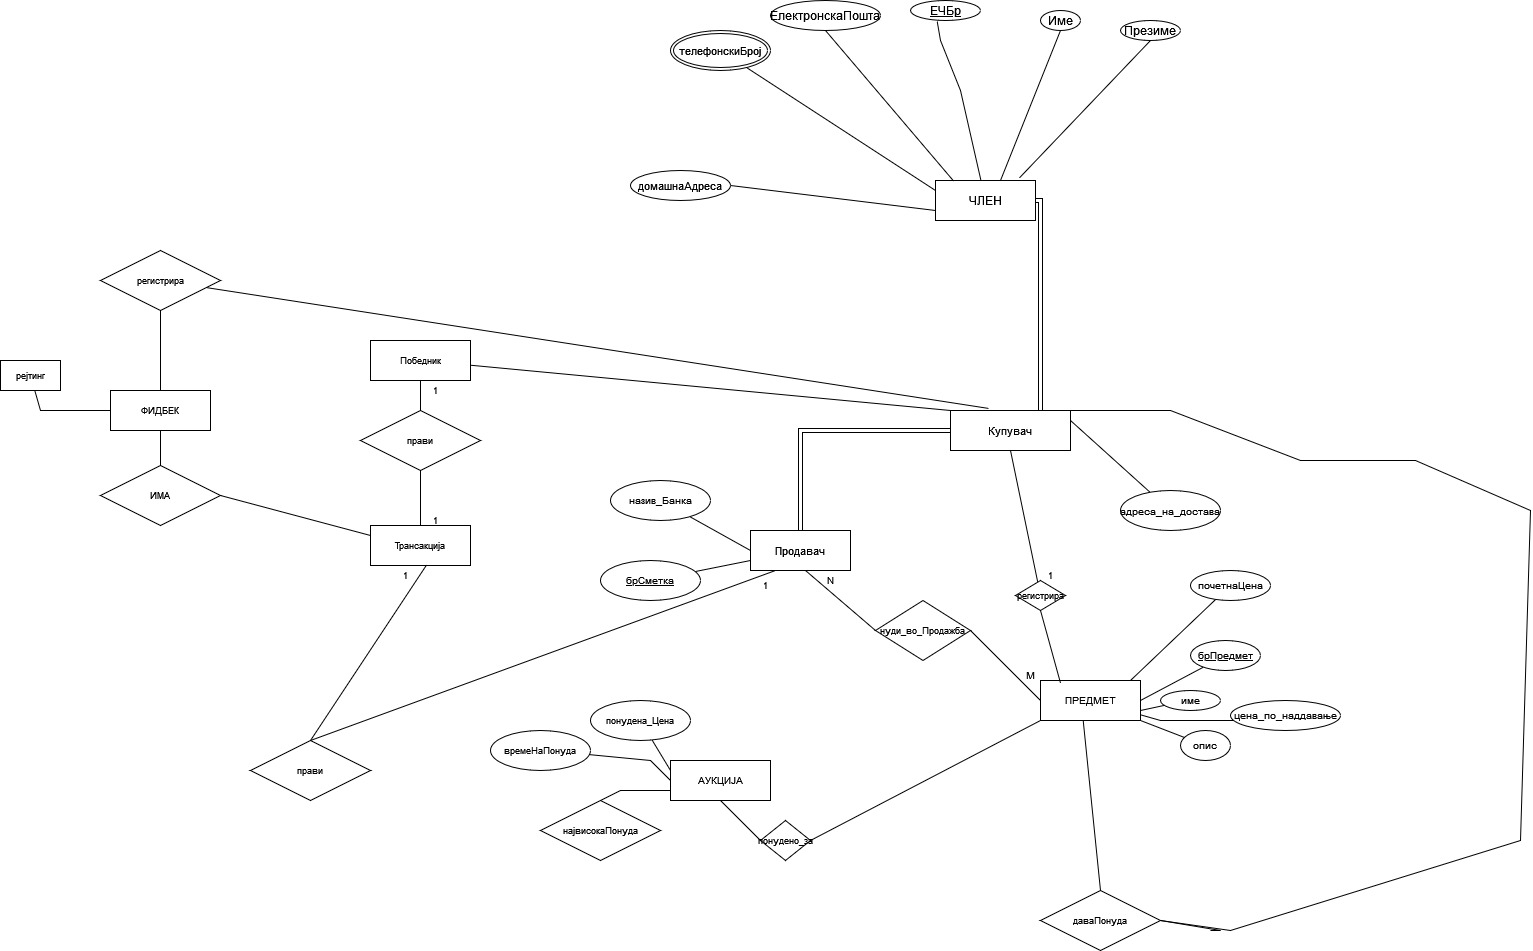 ЕЧБр
ЕлектронскаПошта
Име
Презиме
телефонскиБрој
домашнаАдреса
ЧЛЕН
регистрира
Победник
рејтинг
1
ФИДБЕК
Купувач
прави
ИМА
назив_Банка
адреса_на_достава
1
Трансакција
Продавач
1
1
N
1
брСметка
почетнаЦена
регистрира
нуди_во_Продажба
брПредмет
M
ПРЕДМЕТ
име
цена_по_наддавање
понудена_Цена
опис
времеНаПонуда
прави
АУКЦИЈА
највисокаПонуда
понудено_за
даваПонуда